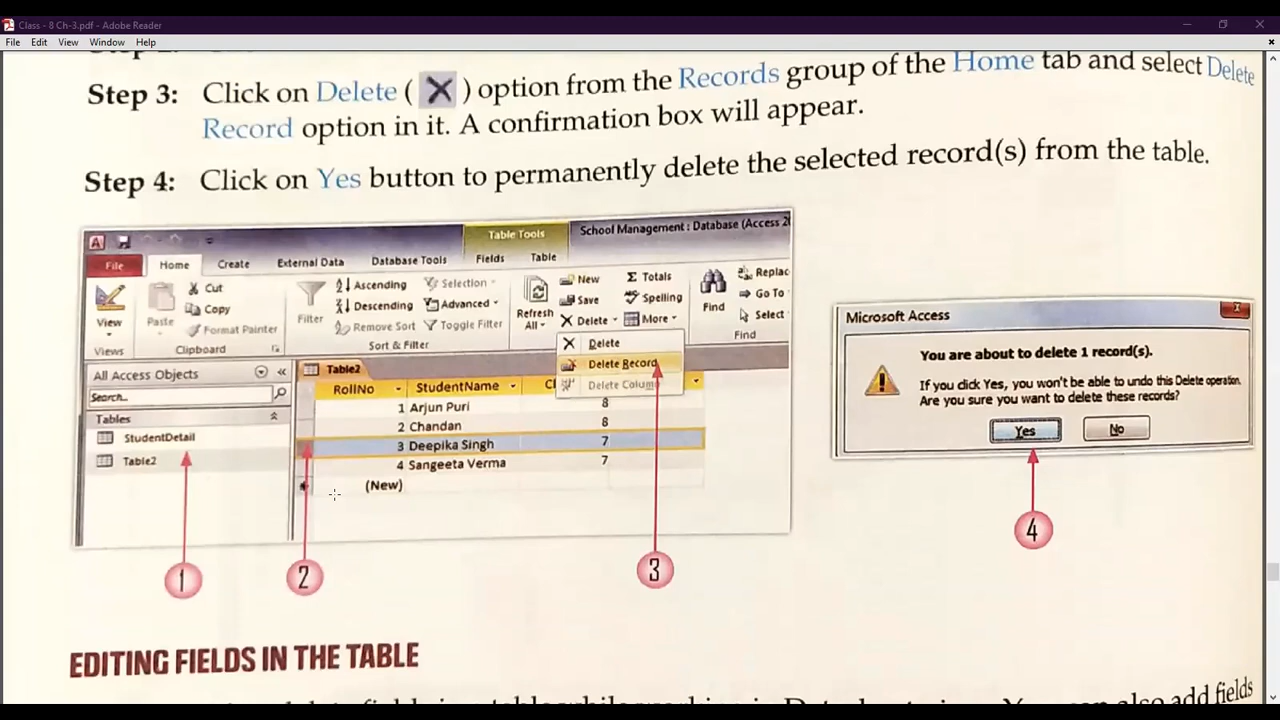 Class - 8 Ch-3.pdf - Adobe Reader
File Edit View Window Help
Step 3: Click on Delete ( ) option from the Records group of the Home tab and select Delete
Record option in it. A confirmation box will appear.
Step 4: Click on Yes button to permanently delete the selected record(s) from the table.
Table Tools School Management : Database (Access 2
File Home Create External Data Database Tools Fields Table
View
Views
Paste
Cut
Copy
Format Painter
Clipboard
Filter
Ascending
Descending
Remove Sort
Selection
Advanced
Toggle Filter
Sort & Filter
Refresh
All
New
Save
Delete
Totals
Spelling
More
Find
Replac
Go To
Select
Find
Delete
Delete Record
Delete Colum
All Access Objects
Search...
Tables
StudentDetail
Table2
Table2
RollNo StudentName Cl
1 Arjun Puri 8
2 Chandan 8
3 Deepika Singh 7
4 Sangeeta Verma 7
(New)
Microsoft Access
You are about to delete 1 record(s).
If you click Yes, you won't be able to undo this Delete operation.
Are you sure you want to delete these records?
Yes No
1 2 3 4
EDITING FIELDS IN THE TABLE
also add fields